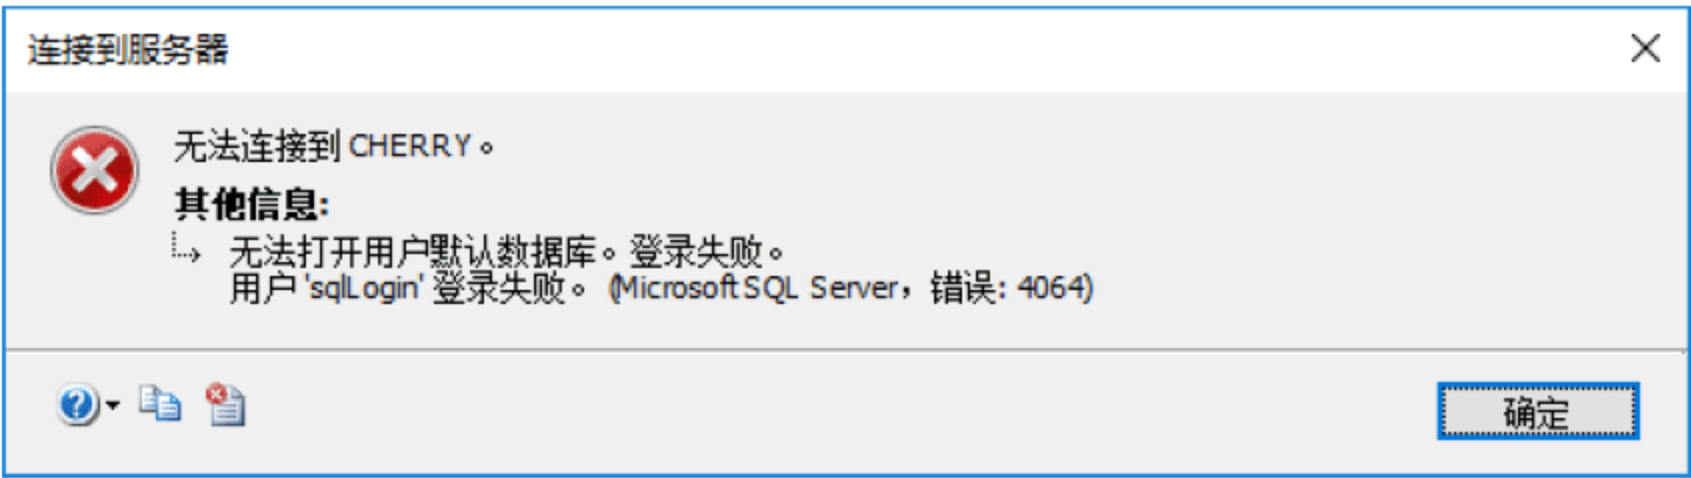 连接到服务器
无法连接到 CHERRY。
其他信息:
无法打开用户默认数据库。登录失败。
用户 'sqlLogin' 登录失败。 (Microsoft SQL Server，错误: 4064)
确定